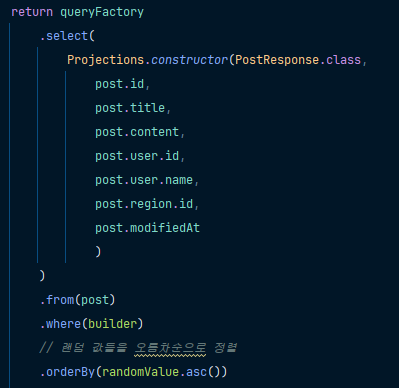 return queryFactory
.select(
Projections.constructor(PostResponse.class,
post.id,
post.title,
post.content,
post.user.id,
post.user.name,
post.region.id,
post.modifiedAt
)
)
.from(post)
.where(builder)
// 랜덤 값들을 오름차순으로 정렬
.orderBy(randomValue.asc())